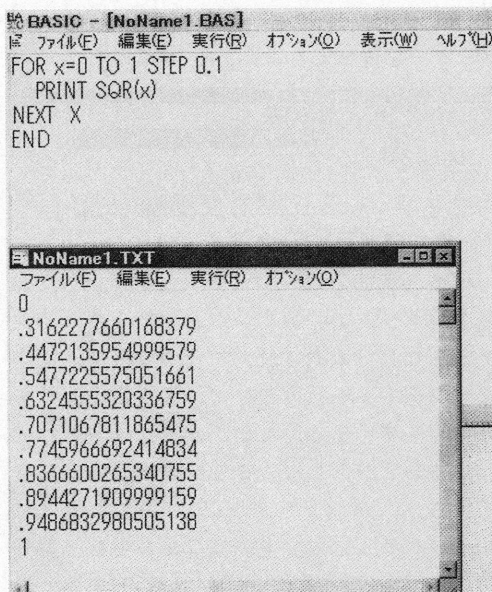 BASIC - [NoName1.BAS]
ファイル(F) 編集(E) 実行(R) オプション(O) 表示(W) ヘルプ(H)
FOR x=0 TO 1 STEP 0.1
PRINT SQR(x)
NEXT X
END
NoName1.TXT
ファイル(F) 編集(E) 実行(R) オプション(O)
0
.3162277660168379
.4472135954999579
.5477225575051661
.6324555320336759
.7071067811865475
.7745966692414834
.8366600265340755
.8944271909999159
.9486832980505138
1